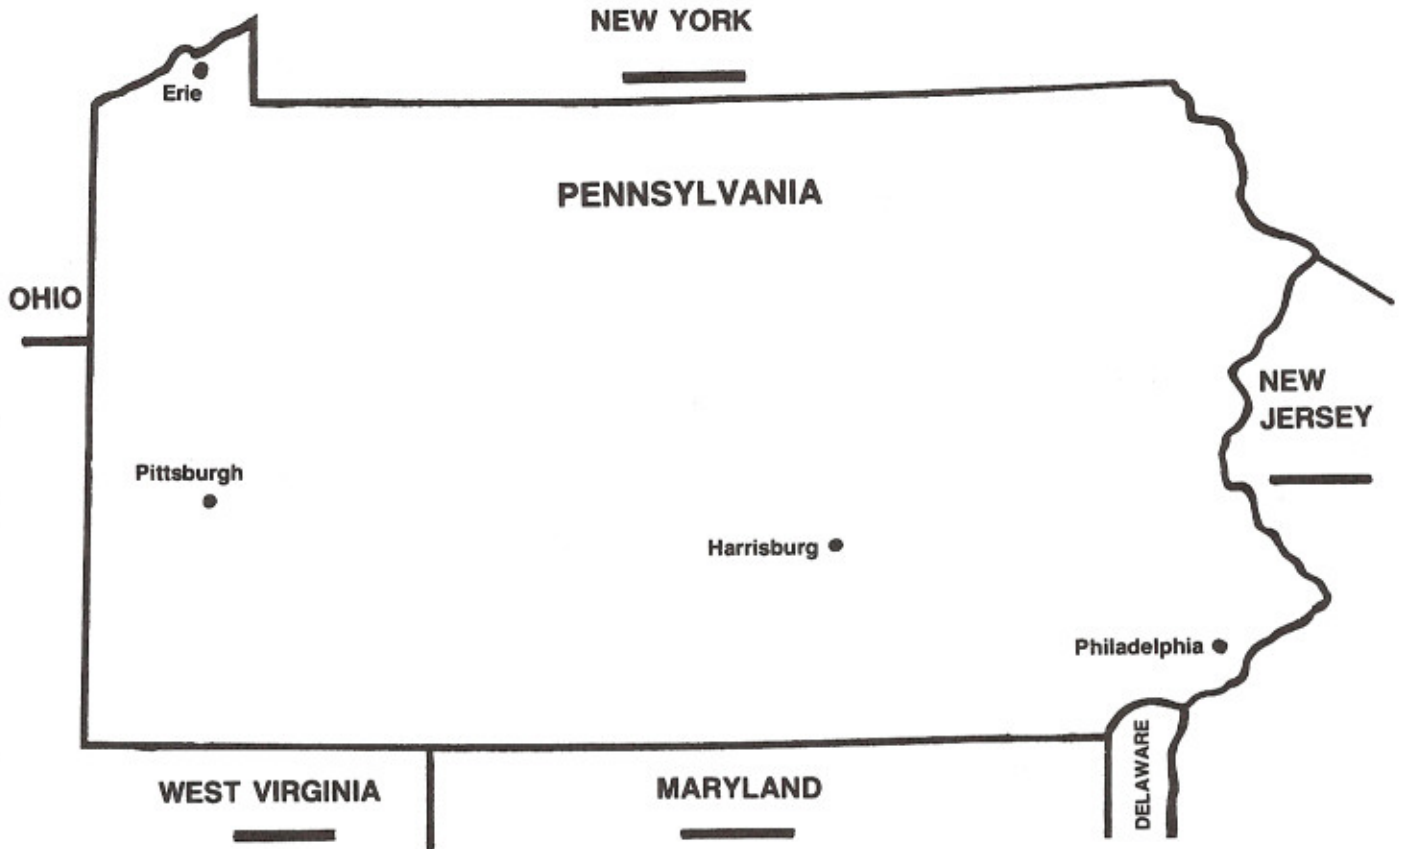 NEW YORK
Erie
PENNSYLVANIA
OHIO
NEW
JERSEY
Pittsburgh
Harrisburg
Philadelphia
DELAWARE
WEST VIRGINIA
MARYLAND